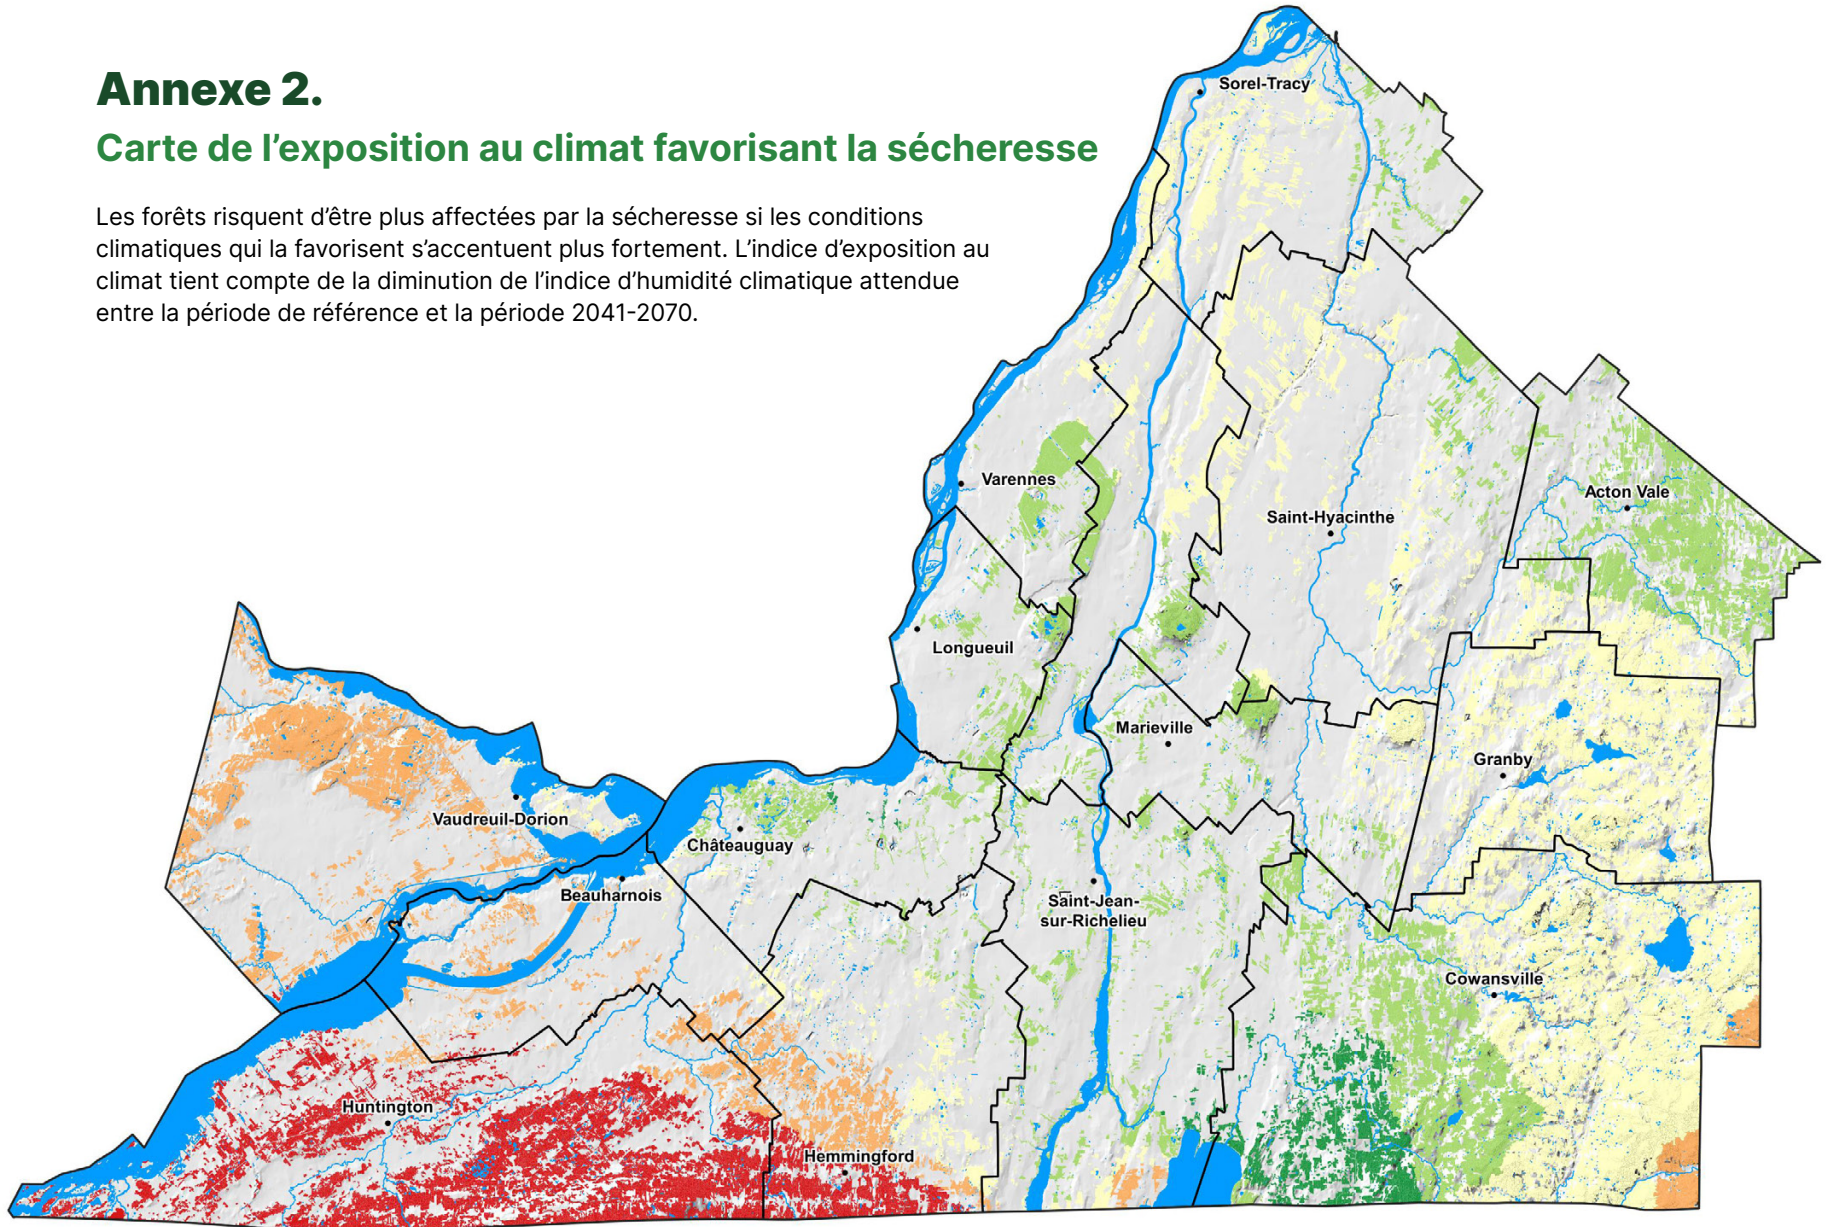 Annexe 2.
Carte de l’exposition au climat favorisant la sécheresse
Les forêts risquent d’être plus affectées par la sécheresse si les conditions
climatiques qui la favorisent s’accentuent plus fortement. L’indice d’exposition au
climat tient compte de la diminution de l’indice d’humidité climatique attendue
entre la période de référence et la période 2041-2070.
Sorel-Tracy
Varennes
Acton Vale
Saint-Hyacinthe
Longueuil
Marieville
Granby
Vaudreuil-Dorion
Châteauguay
Beauharnois
Saint-Jean-
sur-Richelieu
Cowansville
Huntington
Hemmingford